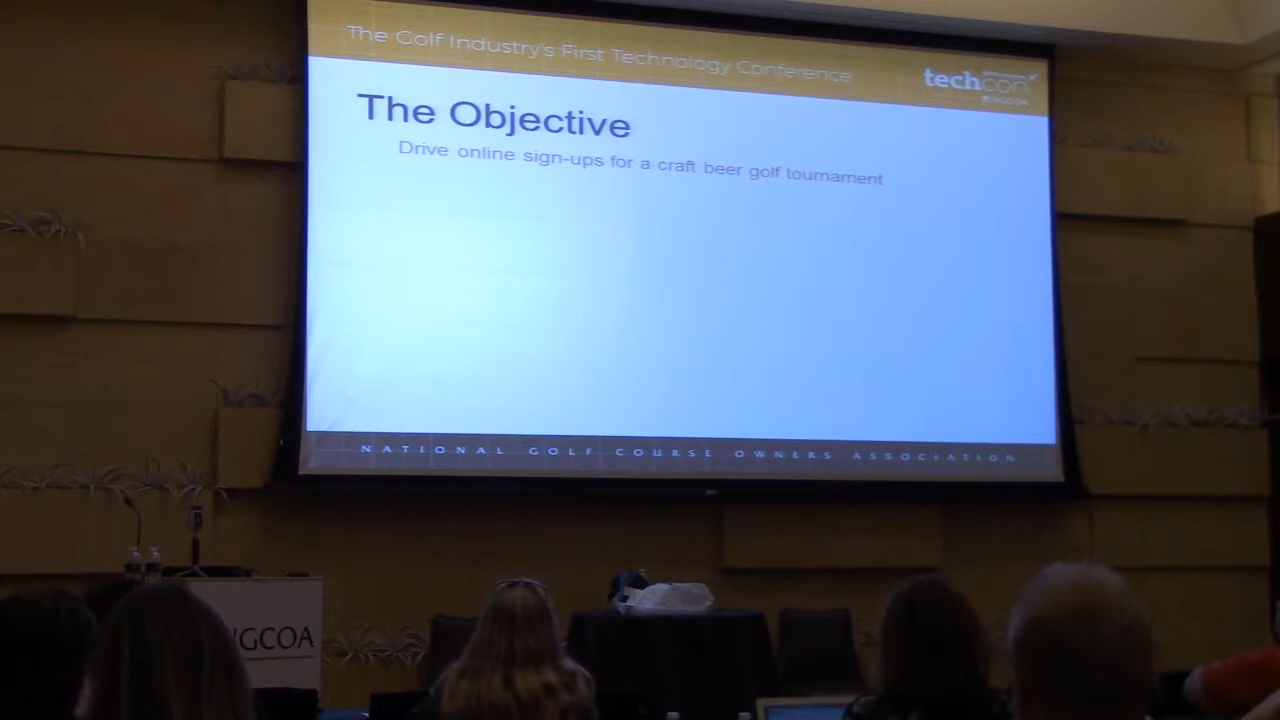 The Golf Industry's First Technology Conference
techcon
The Objective
Drive online sign-ups for a craft beer golf tournament
NATIONAL GOLF COURSE OWNERS ASSOCIATION
NGCOA